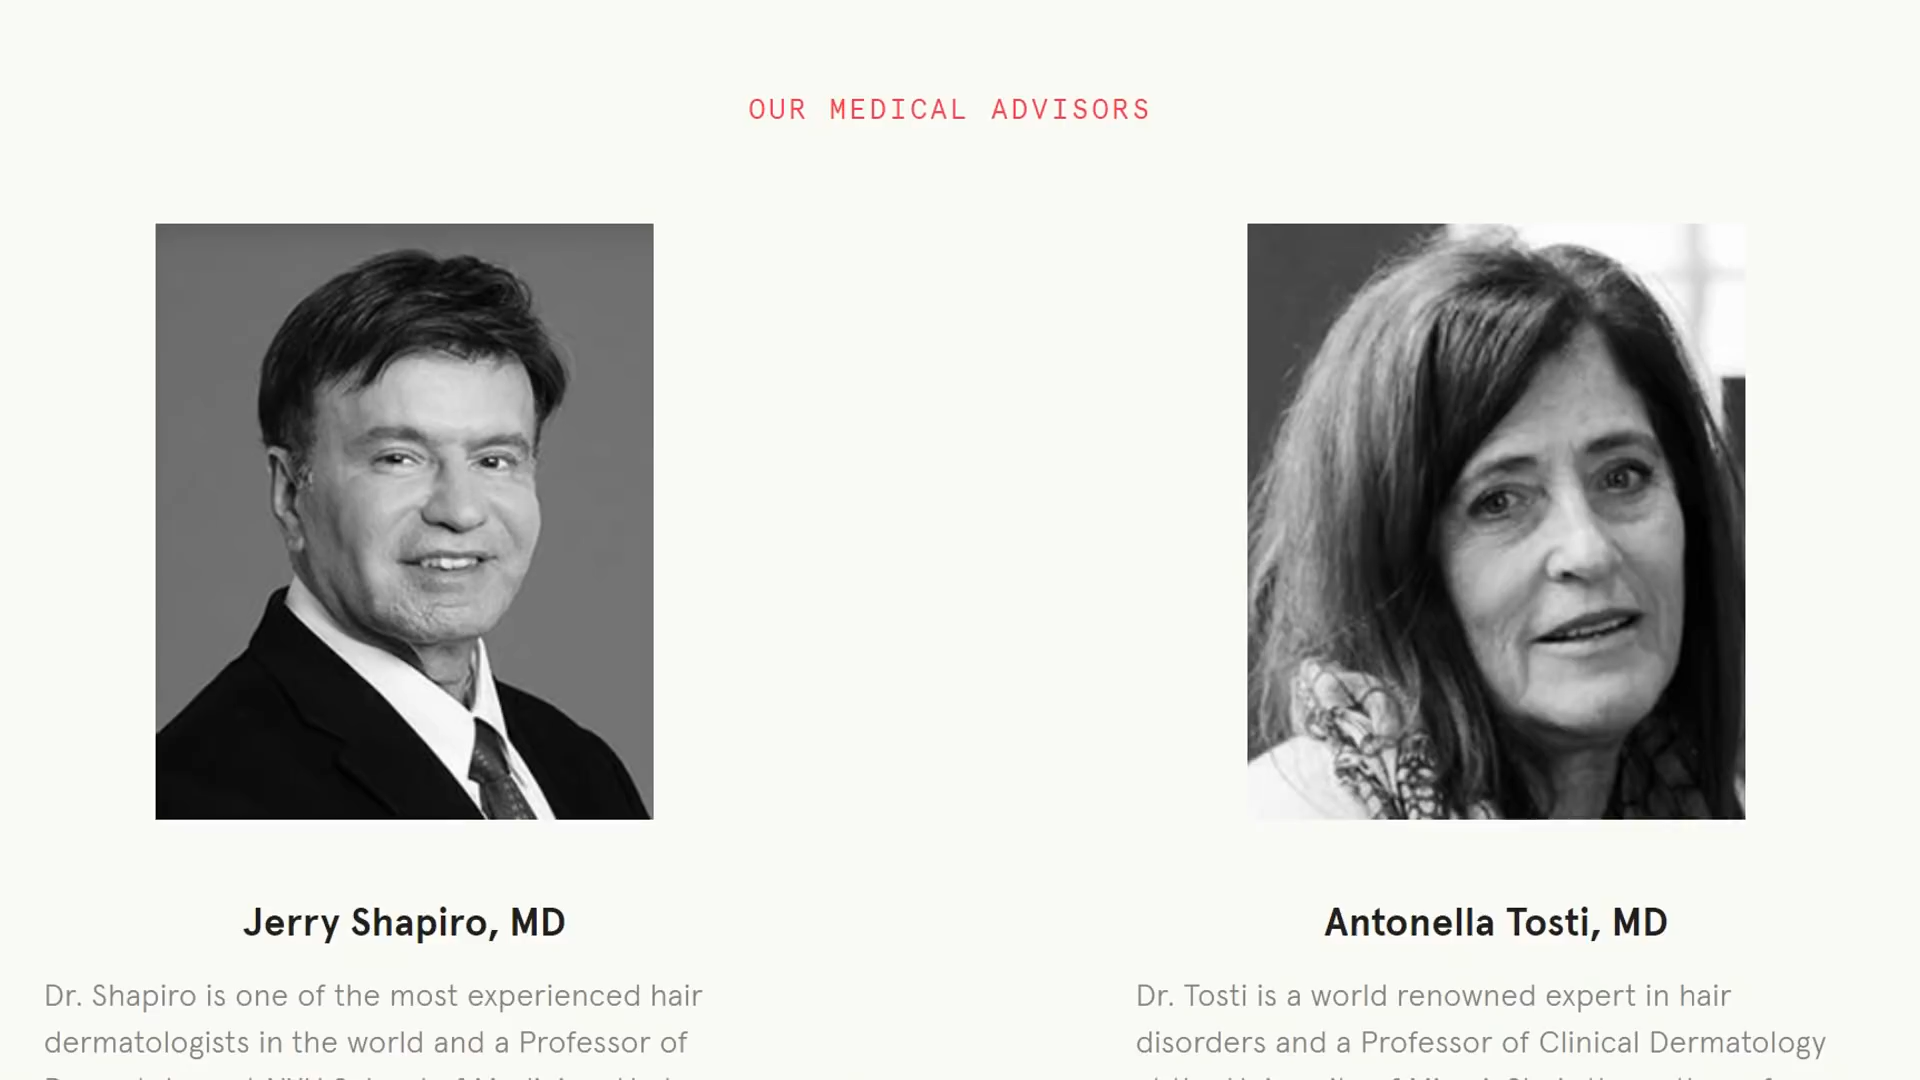 OUR MEDICAL ADVISORS
Jerry Shapiro, MD
Dr. Shapiro is one of the most experienced hair
dermatologists in the world and a Professor of
Antonella Tosti, MD
Dr. Tosti is a world renowned expert in hair
disorders and a Professor of Clinical Dermatology